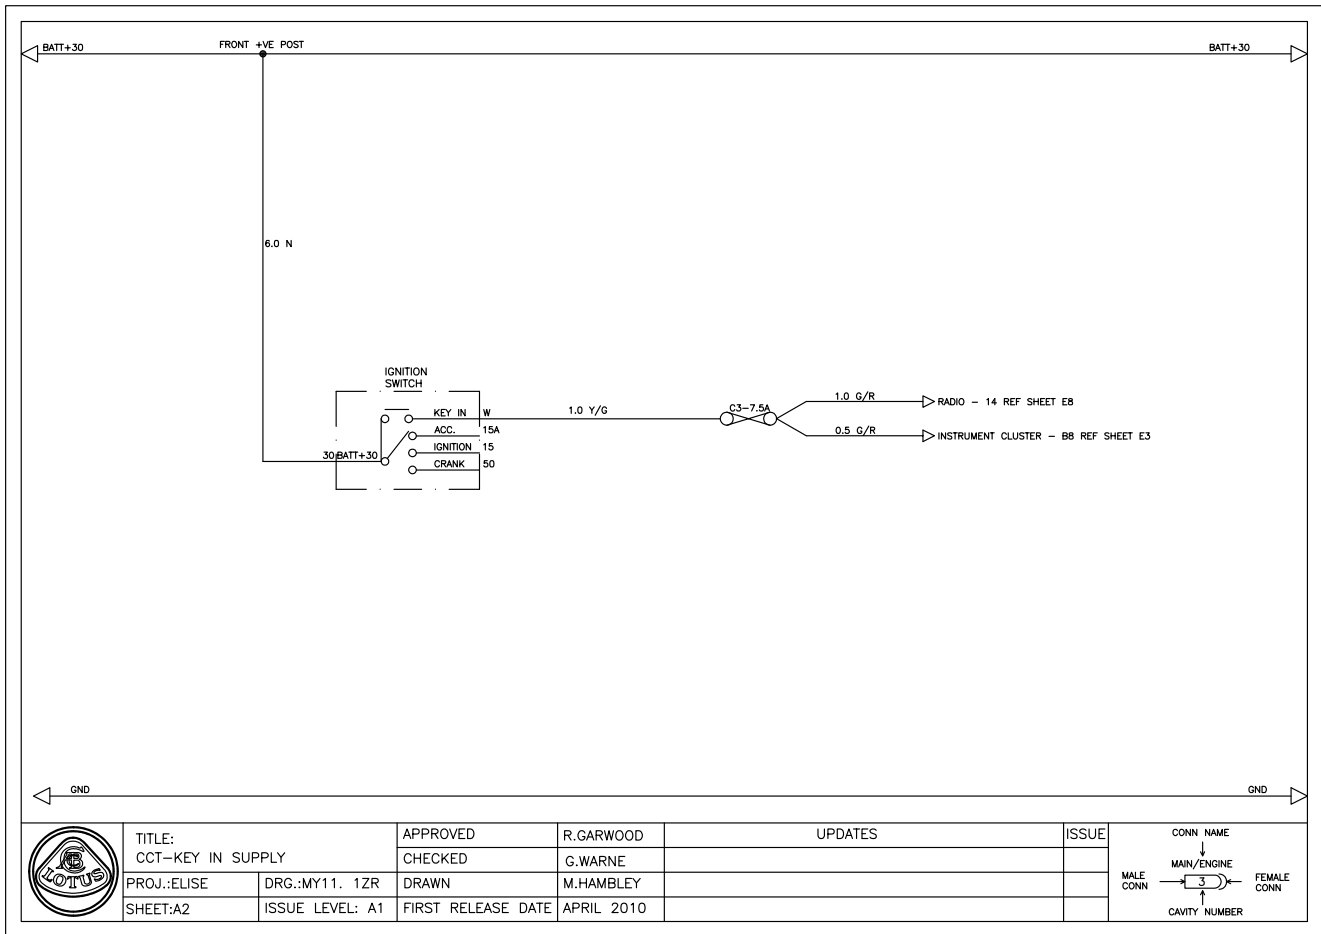 BATT+30
FRONT +VE POST
BATT+30
6.0 N
IGNITION
SWITCH
KEY IN
W
ACC.
15A
IGNITION
15
CRANK
50
30
BATT+30
1.0 Y/G
C3-7.5A
1.0 G/R
RADIO - 14 REF SHEET E8
0.5 G/R
INSTRUMENT CLUSTER - B8 REF SHEET E3
GND
GND
LOTUS
TITLE:
CCT-KEY IN SUPPLY
PROJ.:ELISE
DRG.:MY11. 1ZR
SHEET:A2
ISSUE LEVEL: A1
APPROVED
R.GARWOOD
CHECKED
G.WARNE
DRAWN
M.HAMBLEY
FIRST RELEASE DATE
APRIL 2010
UPDATES
ISSUE
CONN NAME
MAIN/ENGINE
MALE
CONN
3
FEMALE
CONN
CAVITY NUMBER